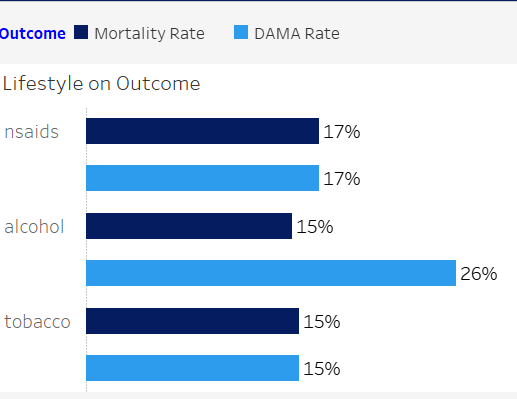 Outcome Mortality Rate DAMA Rate
Lifestyle on Outcome
nsaids 17%
17%
alcohol 15%
26%
tobacco 15%
15%